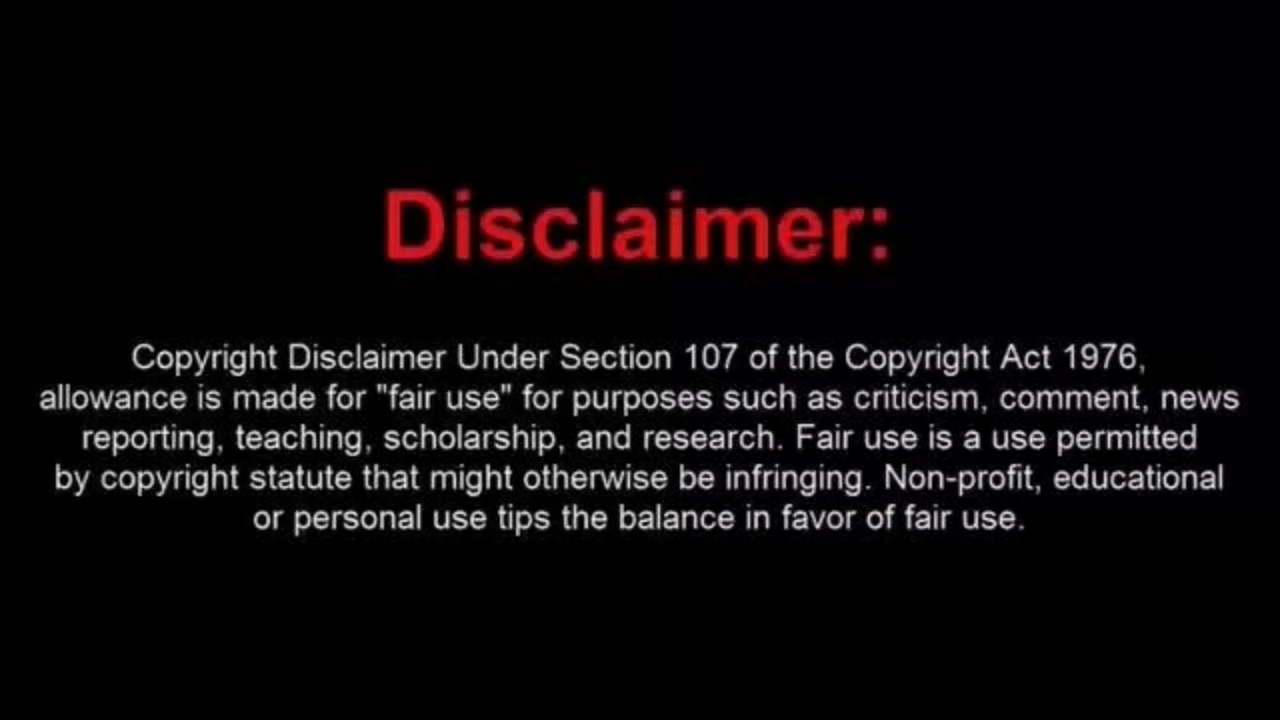 Disclaimer:
Copyright Disclaimer Under Section 107 of the Copyright Act 1976,
allowance is made for "fair use" for purposes such as criticism, comment, news
reporting, teaching, scholarship, and research. Fair use is a use permitted
by copyright statute that might otherwise be infringing. Non-profit, educational
or personal use tips the balance in favor of fair use.